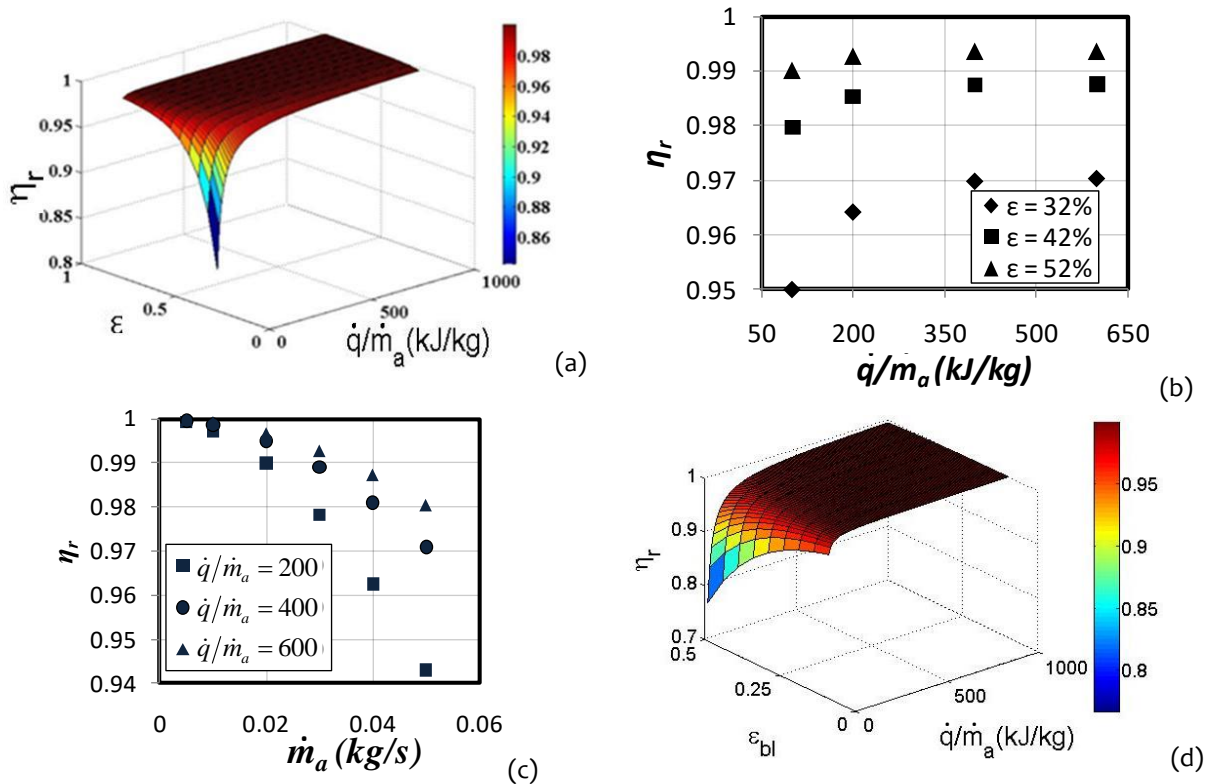 (a)
1
0.95
0.9
0.85
0.8
ηr
1
0.5
0
ε
0
500
1000
q̇/ṁa(kJ/kg)
0.98
0.96
0.94
0.92
0.9
0.88
0.86
(b)
1
0.99
0.98
0.97
0.96
0.95
ηr
ε = 32%
ε = 42%
ε = 52%
50 200 350 500 650
q̇/ṁa (kJ/kg)
(c)
1
0.99
0.98
0.97
0.96
0.95
0.94
ηr
q̇/ṁa = 200
q̇/ṁa = 400
q̇/ṁa = 600
0 0.02 0.04 0.06
ṁa (kg/s)
(d)
1
0.9
0.8
0.7
ηr
0.5
0.25
0
εbl
0
500
1000
q̇/ṁa(kJ/kg)
0.95
0.9
0.85
0.8